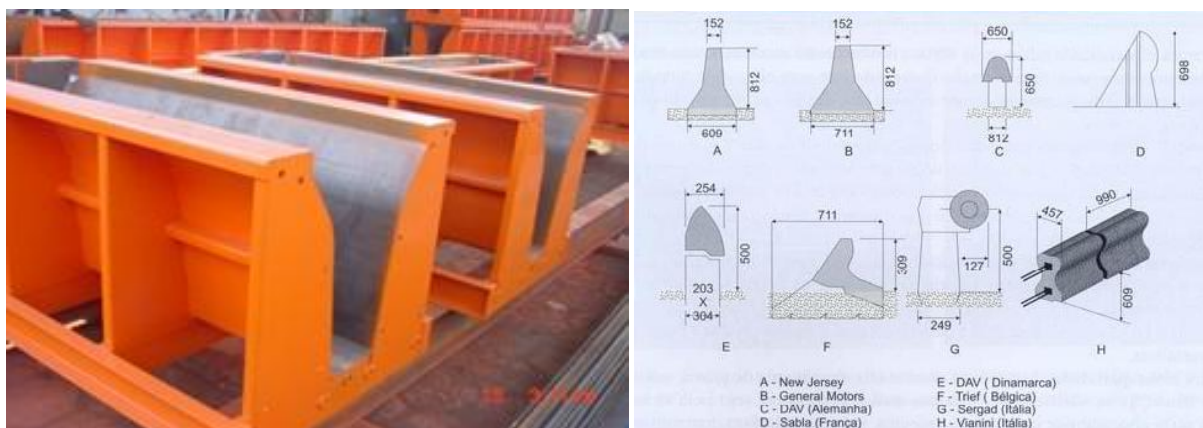 152
812
609
A
152
812
711
B
650
650
812
C
698
D
254
500
203
X
304
E
711
309
F
127
500
249
G
990
457
609
H
A - New Jersey
B - General Motors
C - DAV (Alemanha)
D - Sabla (França)
E - DAV ( Dinamarca)
F - Trief ( Bélgica)
G - Sergad (Itália)
H - Vianini (Itália)